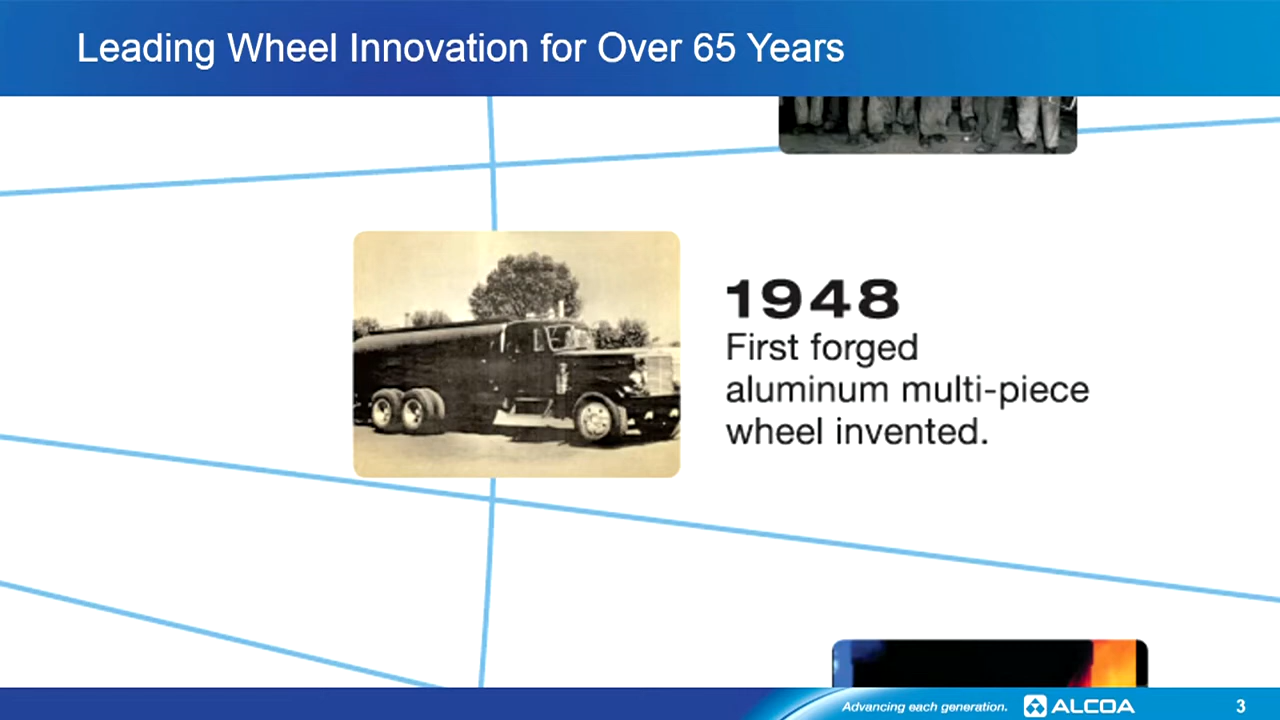 Leading Wheel Innovation for Over 65 Years
1948
First forged
aluminum multi-piece
wheel invented.
Advancing each generation.
ALCOA
3